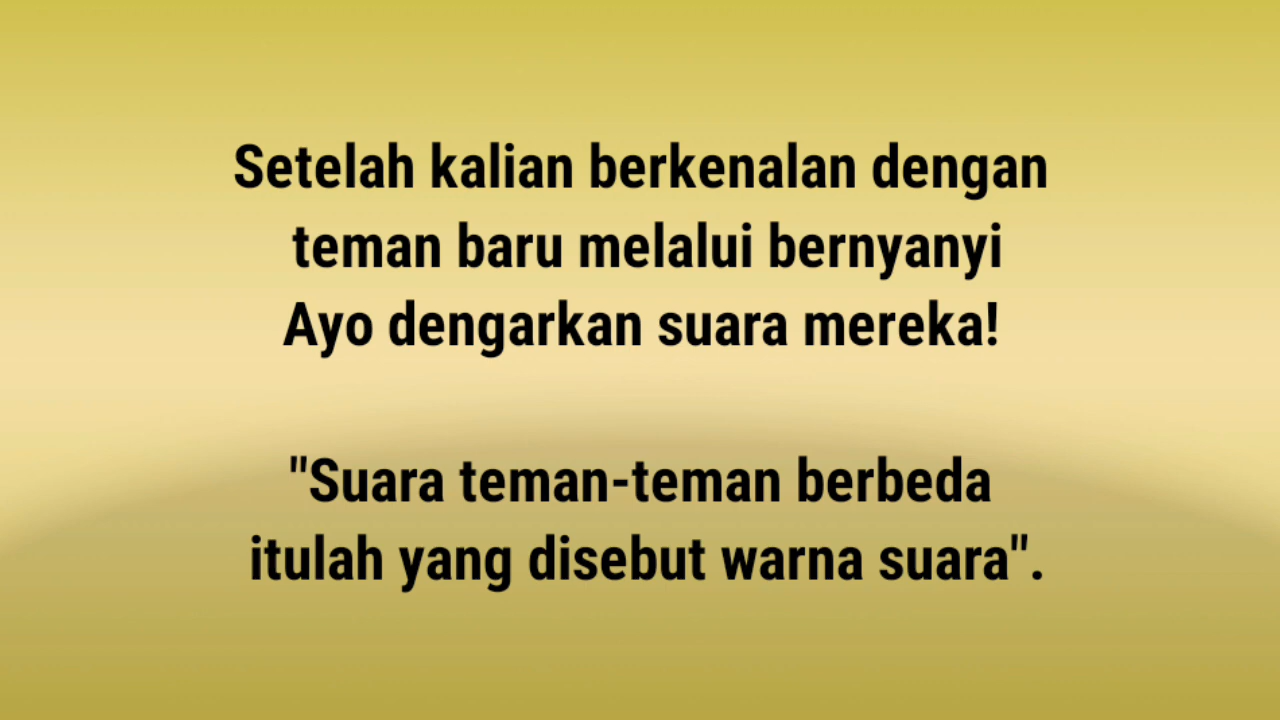 Setelah kalian berkenalan dengan
teman baru melalui bernyanyi
Ayo dengarkan suara mereka!
"Suara teman-teman berbeda
itulah yang disebut warna suara".